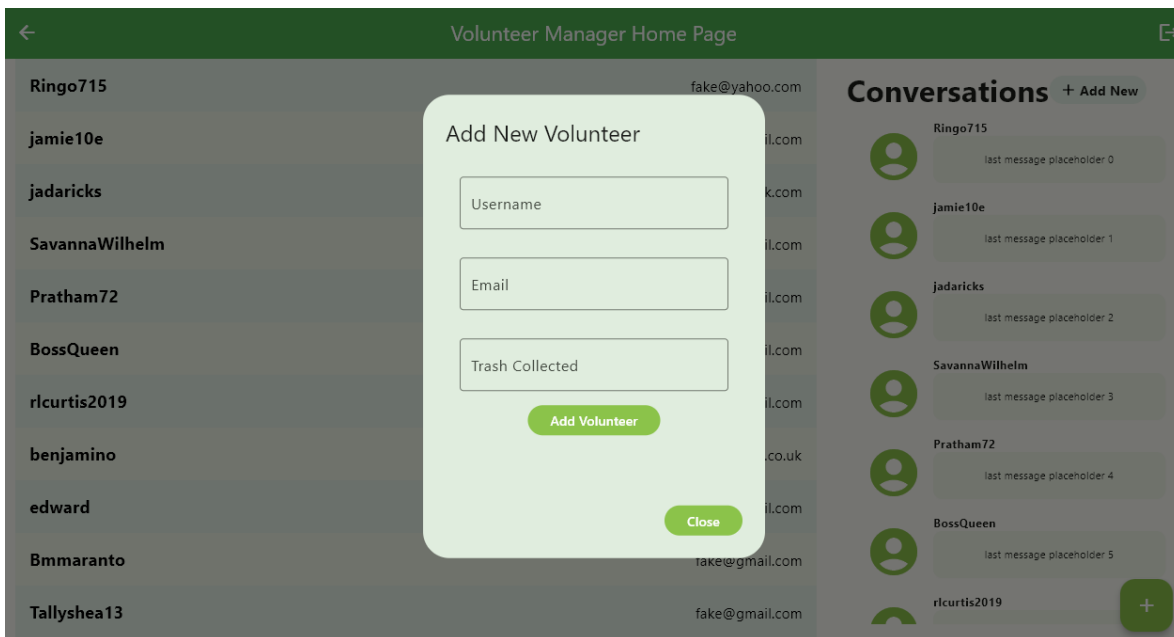 Volunteer Manager Home Page
Ringo715 fake@yahoo.com
jamie10e il.com
jadaricks k.com
SavannaWilhelm il.com
Pratham72 il.com
BossQueen il.com
rlcurtis2019 il.com
benjamino .co.uk
edward il.com
Bmmaranto fake@gmail.com
Tallyshea13 fake@gmail.com
Add New Volunteer
Username
Email
Trash Collected
Add Volunteer
Close
Conversations + Add New
Ringo715
last message placeholder 0
jamie10e
last message placeholder 1
jadaricks
last message placeholder 2
SavannaWilhelm
last message placeholder 3
Pratham72
last message placeholder 4
BossQueen
last message placeholder 5
rlcurtis2019
+